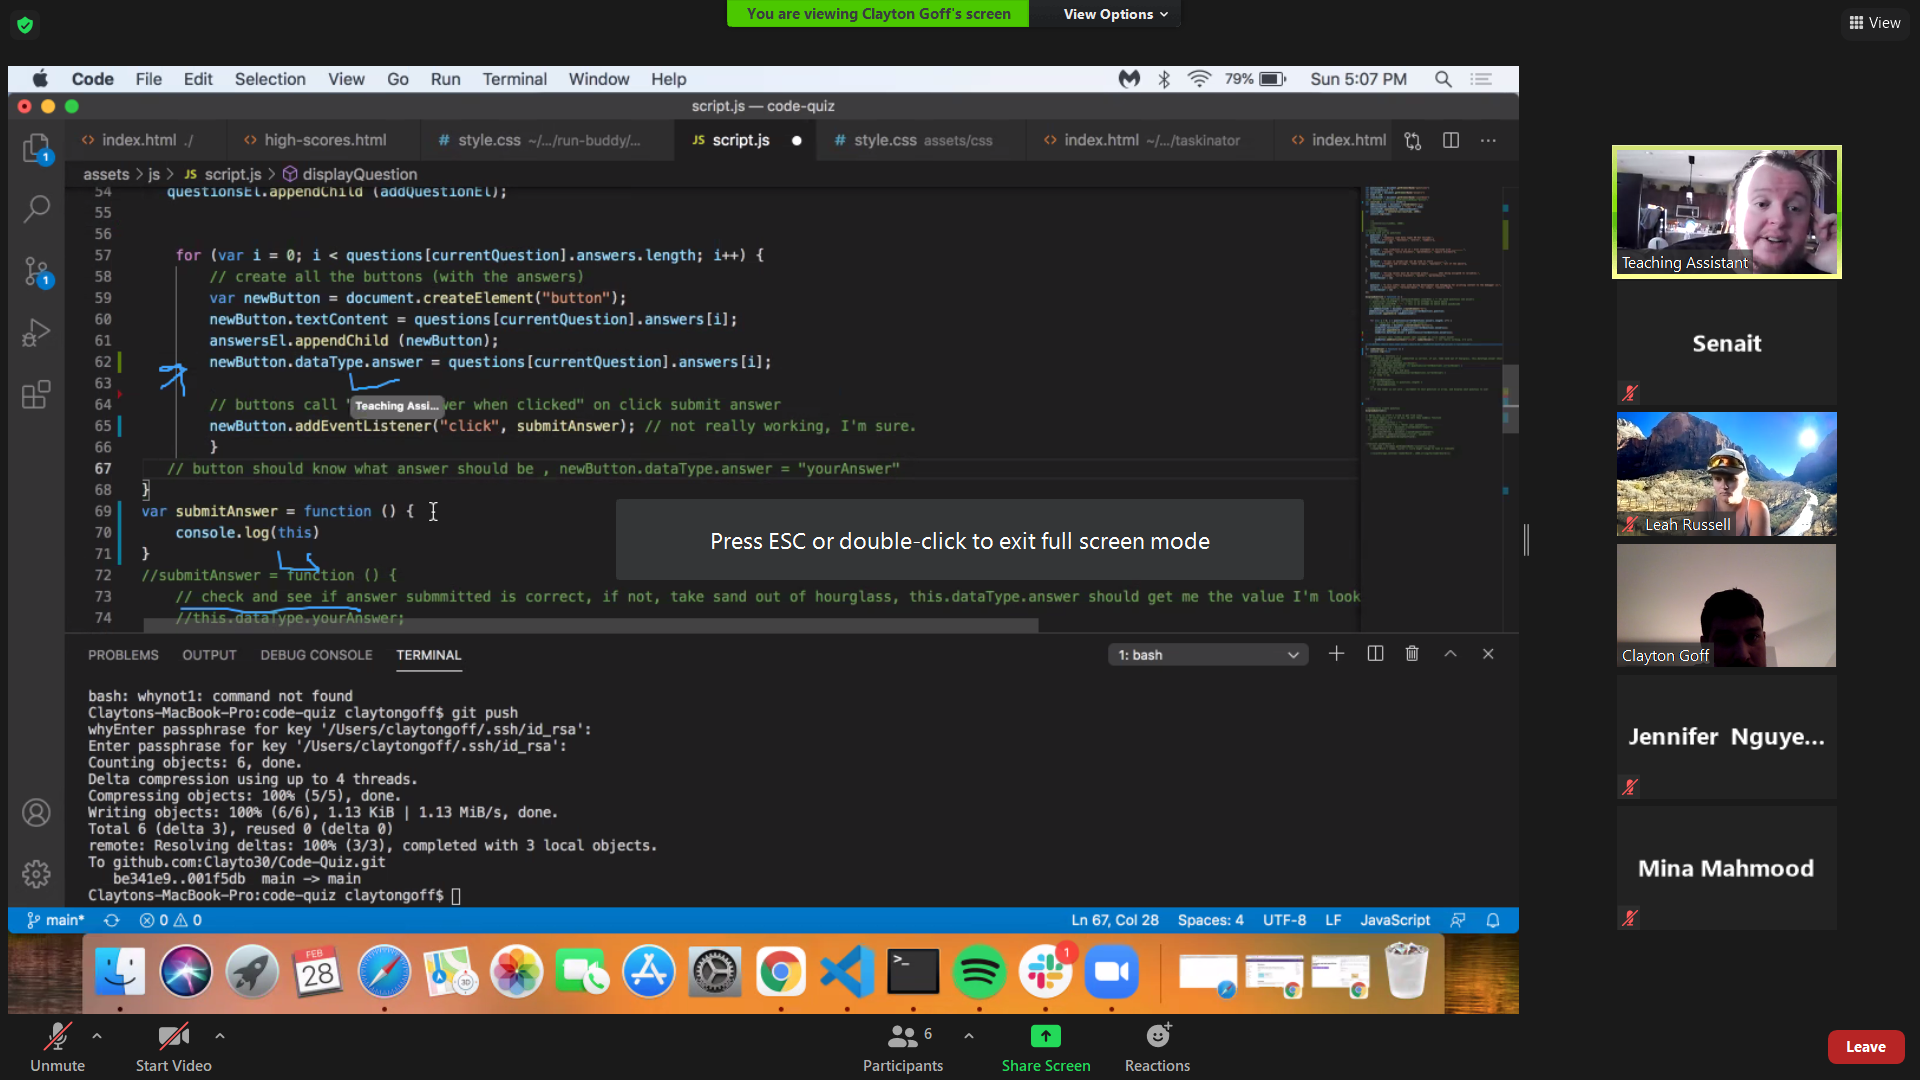 You are viewing Clayton Goff's screen
View Options
View
Code File Edit Selection View Go Run Terminal Window Help
79%
Sun 5:07 PM
script.js — code-quiz
index.html ./
high-scores.html
style.css ~/.../run-buddy/...
JS script.js
style.css assets/css
index.html ~/.../taskinator
index.html
assets > js > JS script.js > displayQuestion
54 questionsEl.appendChild (addQuestionEl);
55
56
57 for (var i = 0; i < questions[currentQuestion].answers.length; i++) {
58 // create all the buttons (with the answers)
59 var newButton = document.createElement("button");
60 newButton.textContent = questions[currentQuestion].answers[i];
61 answersEl.appendChild (newButton);
62 newButton.dataType.answer = questions[currentQuestion].answers[i];
63
64 // buttons call "
Teaching Assi...
wer when clicked" on click submit answer
65 newButton.addEventListener("click", submitAnswer); // not really working, I'm sure.
66 }
67 // button should know what answer should be , newButton.dataType.answer = "yourAnswer"
68 }
69 var submitAnswer = function () {
70 console.log(this)
71 }
72 //submitAnswer = function () {
73 // check and see if answer submmitted is correct, if not, take sand out of hourglass, this.dataType.answer should get me the value I'm look
74 //this.dataType.yourAnswer;
Press ESC or double-click to exit full screen mode
PROBLEMS OUTPUT DEBUG CONSOLE TERMINAL
1: bash
bash: whynot1: command not found
Claytons-MacBook-Pro:code-quiz claytongoff$ git push
whyEnter passphrase for key '/Users/claytongoff/.ssh/id_rsa':
Enter passphrase for key '/Users/claytongoff/.ssh/id_rsa':
Counting objects: 6, done.
Delta compression using up to 4 threads.
Compressing objects: 100% (5/5), done.
Writing objects: 100% (6/6), 1.13 KiB | 1.13 MiB/s, done.
Total 6 (delta 3), reused 0 (delta 0)
remote: Resolving deltas: 100% (3/3), completed with 3 local objects.
To github.com:Clayto30/Code-Quiz.git
be341e9..001f5db main -> main
Claytons-MacBook-Pro:code-quiz claytongoff$
main* 0 0
Ln 67, Col 28 Spaces: 4 UTF-8 LF JavaScript
FEB
28
3D
1
Teaching Assistant
Senait
Leah Russell
Clayton Goff
Jennifer Nguye...
Mina Mahmood
Unmute
Start Video
6
Participants
Share Screen
Reactions
Leave